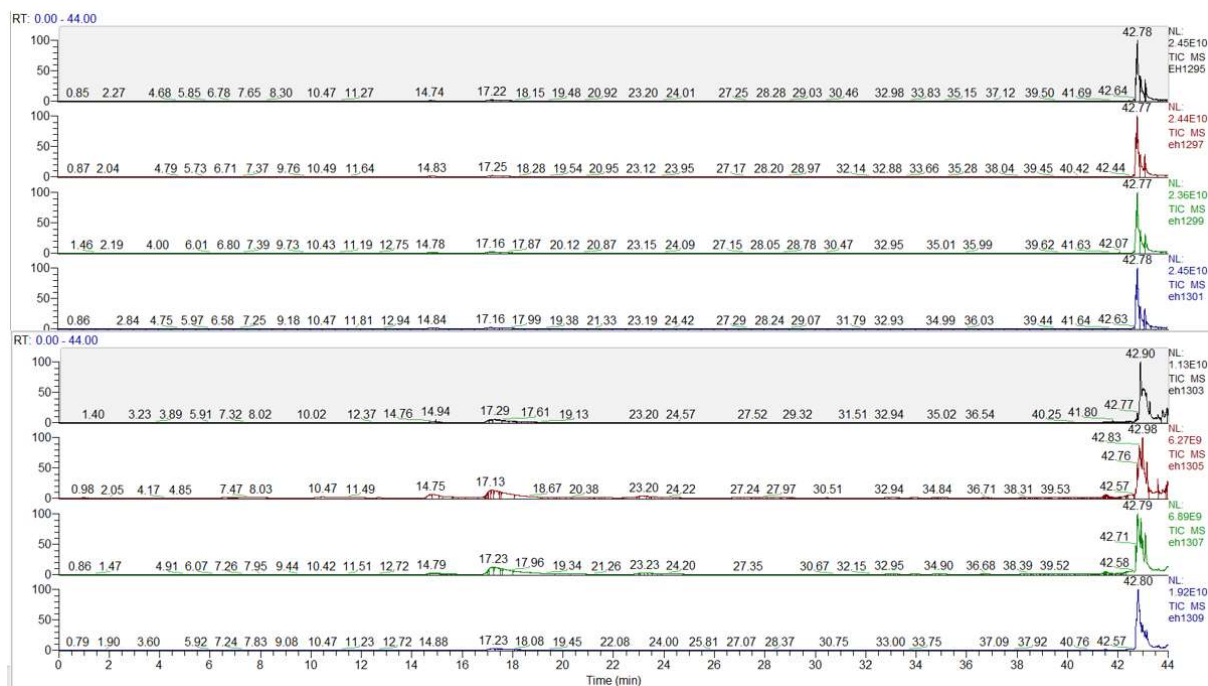 RT: 0.00 - 44.00
NL:
2.45E10
TIC MS
EH1295
100
50
0
0.85 2.27 4.68 5.85 6.78 7.65 8.30 10.47 11.27 14.74 17.22 18.15 19.48 20.92 23.20 24.01 27.25 28.28 29.03 30.46 32.98 33.83 35.15 37.12 39.50 41.69 42.64 42.78
NL:
2.44E10
TIC MS
eh1297
100
50
0
0.87 2.04 4.79 5.73 6.71 7.37 9.76 10.49 11.64 14.83 17.25 18.28 19.54 20.95 23.12 23.95 27.17 28.20 28.97 32.14 32.88 33.66 35.28 38.04 39.45 40.42 42.44 42.77
NL:
2.36E10
TIC MS
eh1299
100
50
0
1.46 2.19 4.00 6.01 6.80 7.39 9.73 10.43 11.19 12.75 14.78 17.16 17.87 20.12 20.87 23.15 24.09 27.15 28.05 28.78 30.47 32.95 35.01 35.99 39.62 41.63 42.07 42.77
NL:
2.45E10
TIC MS
eh1301
100
50
0
0.86 2.84 4.75 5.97 6.58 7.25 9.18 10.47 11.81 12.94 14.84 17.16 17.99 19.38 21.33 23.19 24.42 27.29 28.24 29.07 31.79 32.93 34.99 36.03 39.44 41.64 42.63 42.78
RT: 0.00 - 44.00
NL:
1.13E10
TIC MS
eh1303
100
50
0
1.40 3.23 3.89 5.91 7.32 8.02 10.02 12.37 14.76 14.94 17.29 17.61 19.13 23.20 24.57 27.52 29.32 31.51 32.94 35.02 36.54 40.25 41.80 42.77 42.90
NL:
6.27E9
TIC MS
eh1305
100
50
0
0.98 2.05 4.17 4.85 7.47 8.03 10.47 11.49 14.75 17.13 18.67 20.38 23.20 24.22 27.24 27.97 30.51 32.94 34.84 36.71 38.31 39.53 42.57 42.76 42.83 42.98
NL:
6.89E9
TIC MS
eh1307
100
50
0
0.86 1.47 4.91 6.07 7.26 7.95 9.44 10.42 11.51 12.72 14.79 17.23 17.96 19.34 21.26 23.23 24.20 27.35 30.67 32.15 32.95 34.90 36.68 38.39 39.52 42.58 42.71 42.79
NL:
1.92E10
TIC MS
eh1309
100
50
0
0.79 1.90 3.60 5.92 7.24 7.83 9.08 10.47 11.23 12.72 14.88 17.23 18.08 19.45 22.08 24.00 25.81 27.07 28.37 30.75 33.00 33.75 37.09 37.92 40.76 42.57 42.80
0 2 4 6 8 10 12 14 16 18 20 22 24 26 28 30 32 34 36 38 40 42 44
Time (min)